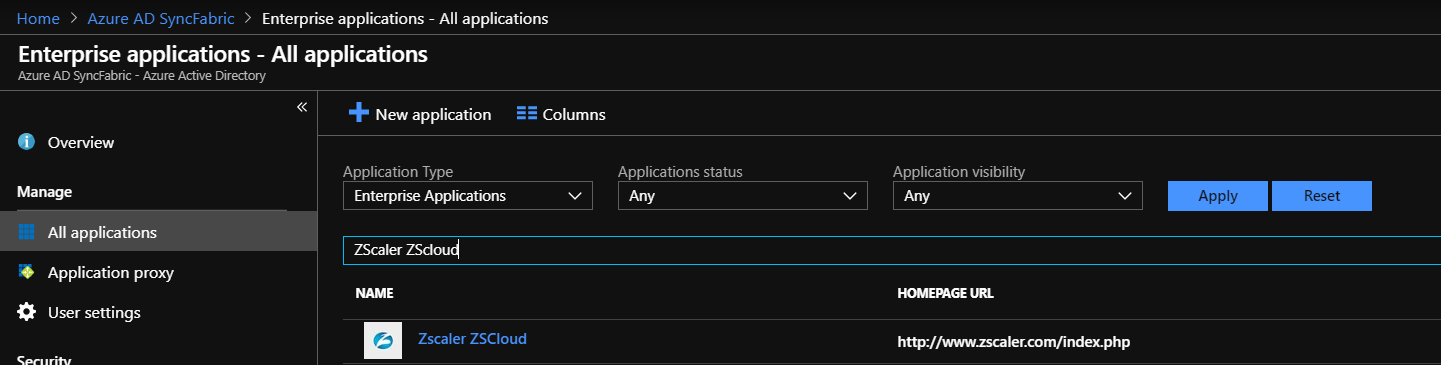 Home > Azure AD SyncFabric > Enterprise applications - All applications
Enterprise applications - All applications
Azure AD SyncFabric - Azure Active Directory
«
Overview
Manage
All applications
Application proxy
User settings
Security
New application Columns
Application Type Applications status Application visibility
Enterprise Applications Any Any Apply Reset
ZScaler ZScloud
NAME HOMEPAGE URL
Zscaler ZSCloud http://www.zscaler.com/index.php